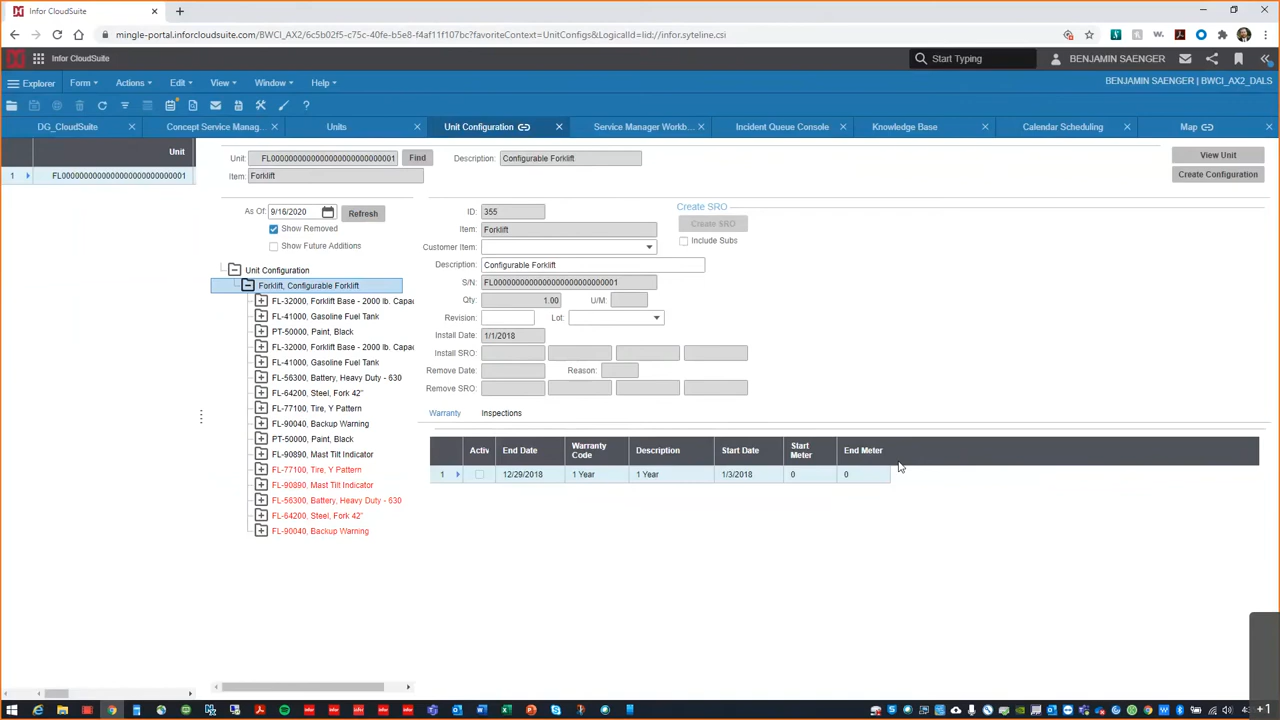 Infor CloudSuite
mingle-portal.inforcloudsuite.com/BWCI_AX2/6c5b02f5-c75c-40fe-b5e8-f4af11f107bc?favoriteContext=UnitConfigs&LogicalId=lid://infor.syteline.csi
Infor CloudSuite
Start Typing
BENJAMIN SAENGER
Explorer Form Actions Edit View Window Help
BENJAMIN SAENGER | BWCI_AX2_DALS
DG_CloudSuite Concept Service Manag... Units Unit Configuration Service Manager Workb... Incident Queue Console Knowledge Base Calendar Scheduling Map
Unit
1 FL0000000000000000000000000001
Unit: FL0000000000000000000000000001 Find Description: Configurable Forklift View Unit
Item: Forklift Create Configuration
As Of: 9/16/2020 Refresh
Show Removed
Show Future Additions
Unit Configuration
Forklift, Configurable Forklift
FL-32000, Forklift Base - 2000 lb. Capac
FL-41000, Gasoline Fuel Tank
PT-50000, Paint, Black
FL-32000, Forklift Base - 2000 lb. Capac
FL-41000, Gasoline Fuel Tank
FL-56300, Battery, Heavy Duty - 630
FL-64200, Steel, Fork 42"
FL-77100, Tire, Y Pattern
FL-90040, Backup Warning
PT-50000, Paint, Black
FL-90890, Mast Tilt Indicator
FL-77100, Tire, Y Pattern
FL-90890, Mast Tilt Indicator
FL-56300, Battery, Heavy Duty - 630
FL-64200, Steel, Fork 42"
FL-90040, Backup Warning
ID: 355
Item: Forklift
Customer Item:
Description: Configurable Forklift
S/N: FL0000000000000000000000000001
Qty: 1.00 U/M:
Revision: Lot:
Install Date: 1/1/2018
Install SRO:
Remove Date: Reason:
Remove SRO:
Create SRO
Create SRO
Include Subs
Warranty Inspections
Activ End Date Warranty Code Description Start Date Start Meter End Meter
1 12/29/2018 1 Year 1 Year 1/3/2018 0 0
+1